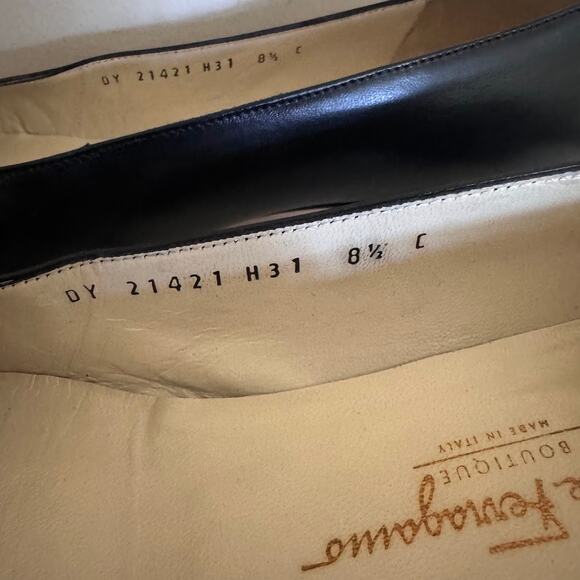 DY 21421 H31 8½ C
DY 21421 H31 8½ C
Ferragamo
BOUTIQUE
MADE IN ITALY